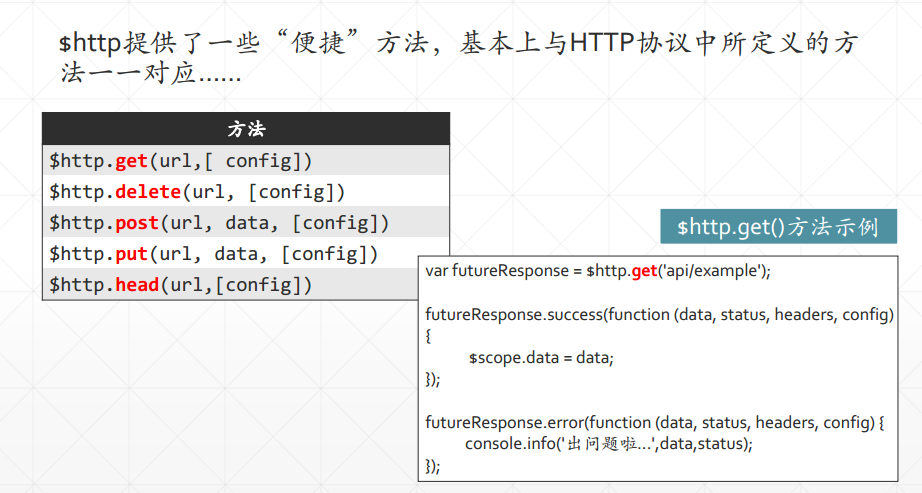 $http提供了一些“便捷”方法，基本上与HTTP协议中所定义的方
法一一对应……
方法
$http.get(url,[ config])
$http.delete(url, [config])
$http.post(url, data, [config])
$http.put(url, data, [config])
$http.head(url,[config])
$http.get()方法示例
var futureResponse = $http.get('api/example');
futureResponse.success(function (data, status, headers, config)
{
$scope.data = data;
});
futureResponse.error(function (data, status, headers, config) {
console.info('出问题啦...',data,status);
});